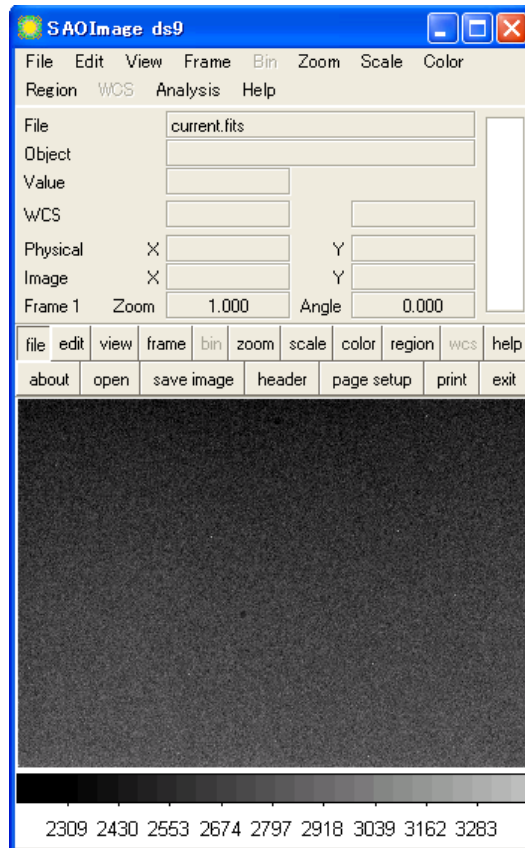 SAOImage ds9
File Edit View Frame Bin Zoom Scale Color
Region WCS Analysis Help
File current.fits
Object
Value
WCS
Physical X Y
Image X Y
Frame 1 Zoom 1.000 Angle 0.000
file edit view frame bin zoom scale color region wcs help
about open save image header page setup print exit
2309 2430 2553 2674 2797 2918 3039 3162 3283